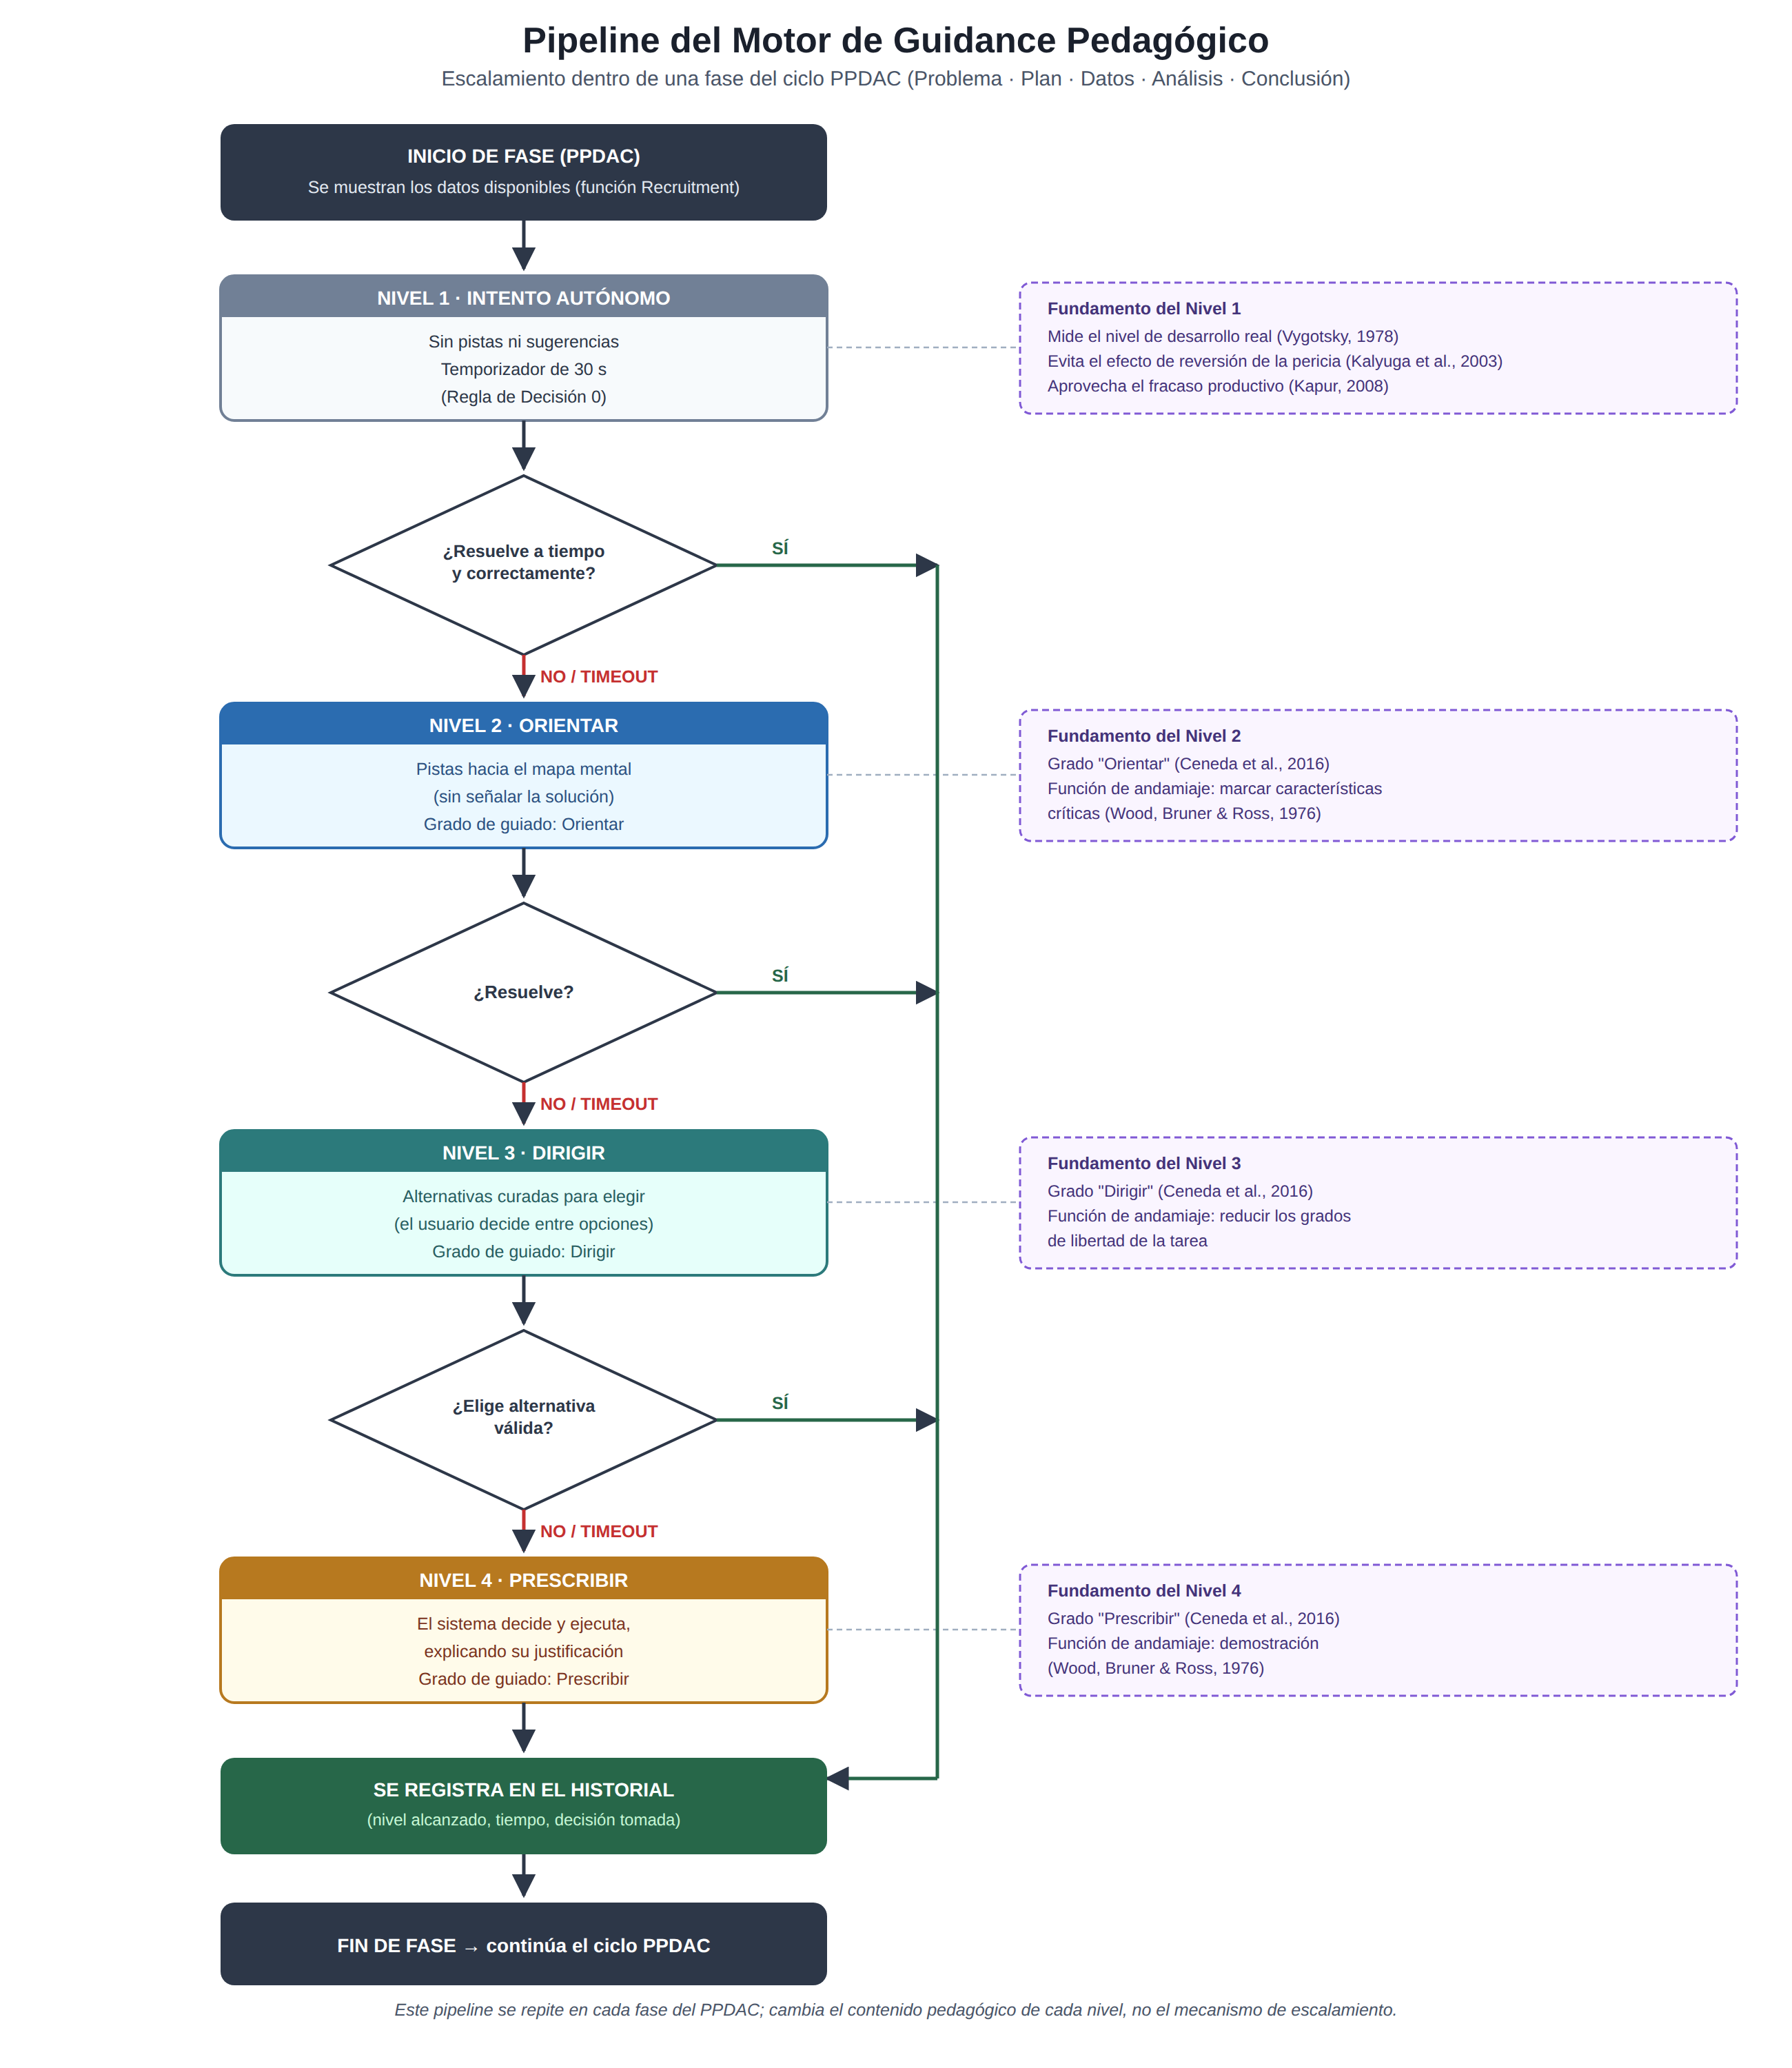 Pipeline del Motor de Guidance Pedagógico
Escalamiento dentro de una fase del ciclo PPDAC (Problema · Plan · Datos · Análisis · Conclusión)
INICIO DE FASE (PPDAC)
Se muestran los datos disponibles (función Recruitment)
NIVEL 1 · INTENTO AUTÓNOMO
Sin pistas ni sugerencias
Temporizador de 30 s
(Regla de Decisión 0)
Fundamento del Nivel 1
Mide el nivel de desarrollo real (Vygotsky, 1978)
Evita el efecto de reversión de la pericia (Kalyuga et al., 2003)
Aprovecha el fracaso productivo (Kapur, 2008)
¿Resuelve a tiempo
y correctamente?
SÍ
NO / TIMEOUT
NIVEL 2 · ORIENTAR
Pistas hacia el mapa mental
(sin señalar la solución)
Grado de guiado: Orientar
Fundamento del Nivel 2
Grado "Orientar" (Ceneda et al., 2016)
Función de andamiaje: marcar características
críticas (Wood, Bruner & Ross, 1976)
¿Resuelve?
SÍ
NO / TIMEOUT
NIVEL 3 · DIRIGIR
Alternativas curadas para elegir
(el usuario decide entre opciones)
Grado de guiado: Dirigir
Fundamento del Nivel 3
Grado "Dirigir" (Ceneda et al., 2016)
Función de andamiaje: reducir los grados
de libertad de la tarea
¿Elige alternativa
válida?
SÍ
NO / TIMEOUT
NIVEL 4 · PRESCRIBIR
El sistema decide y ejecuta,
explicando su justificación
Grado de guiado: Prescribir
Fundamento del Nivel 4
Grado "Prescribir" (Ceneda et al., 2016)
Función de andamiaje: demostración
(Wood, Bruner & Ross, 1976)
SE REGISTRA EN EL HISTORIAL
(nivel alcanzado, tiempo, decisión tomada)
FIN DE FASE → continúa el ciclo PPDAC
Este pipeline se repite en cada fase del PPDAC; cambia el contenido pedagógico de cada nivel, no el mecanismo de escalamiento.